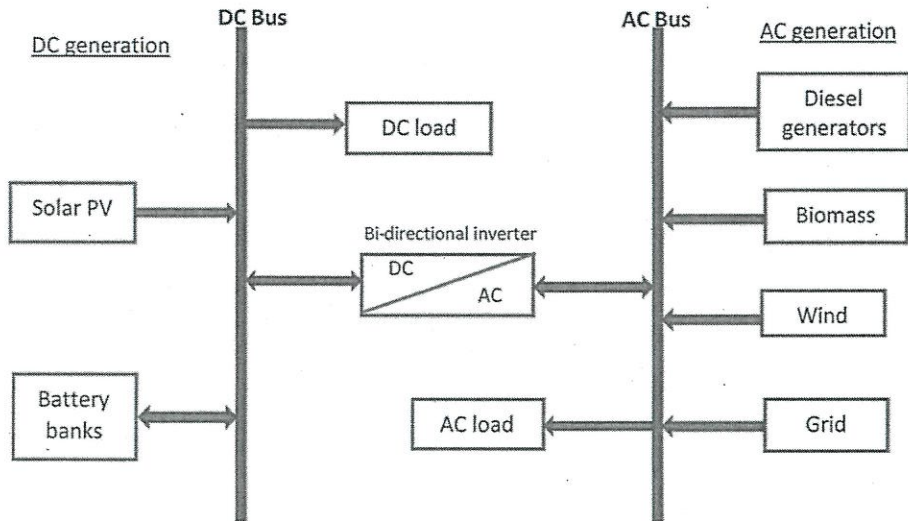 DC Bus
AC Bus
DC generation
AC generation
Diesel
generators
DC load
Solar PV
Biomass
Bi-directional inverter
DC
AC
Wind
Battery
banks
AC load
Grid